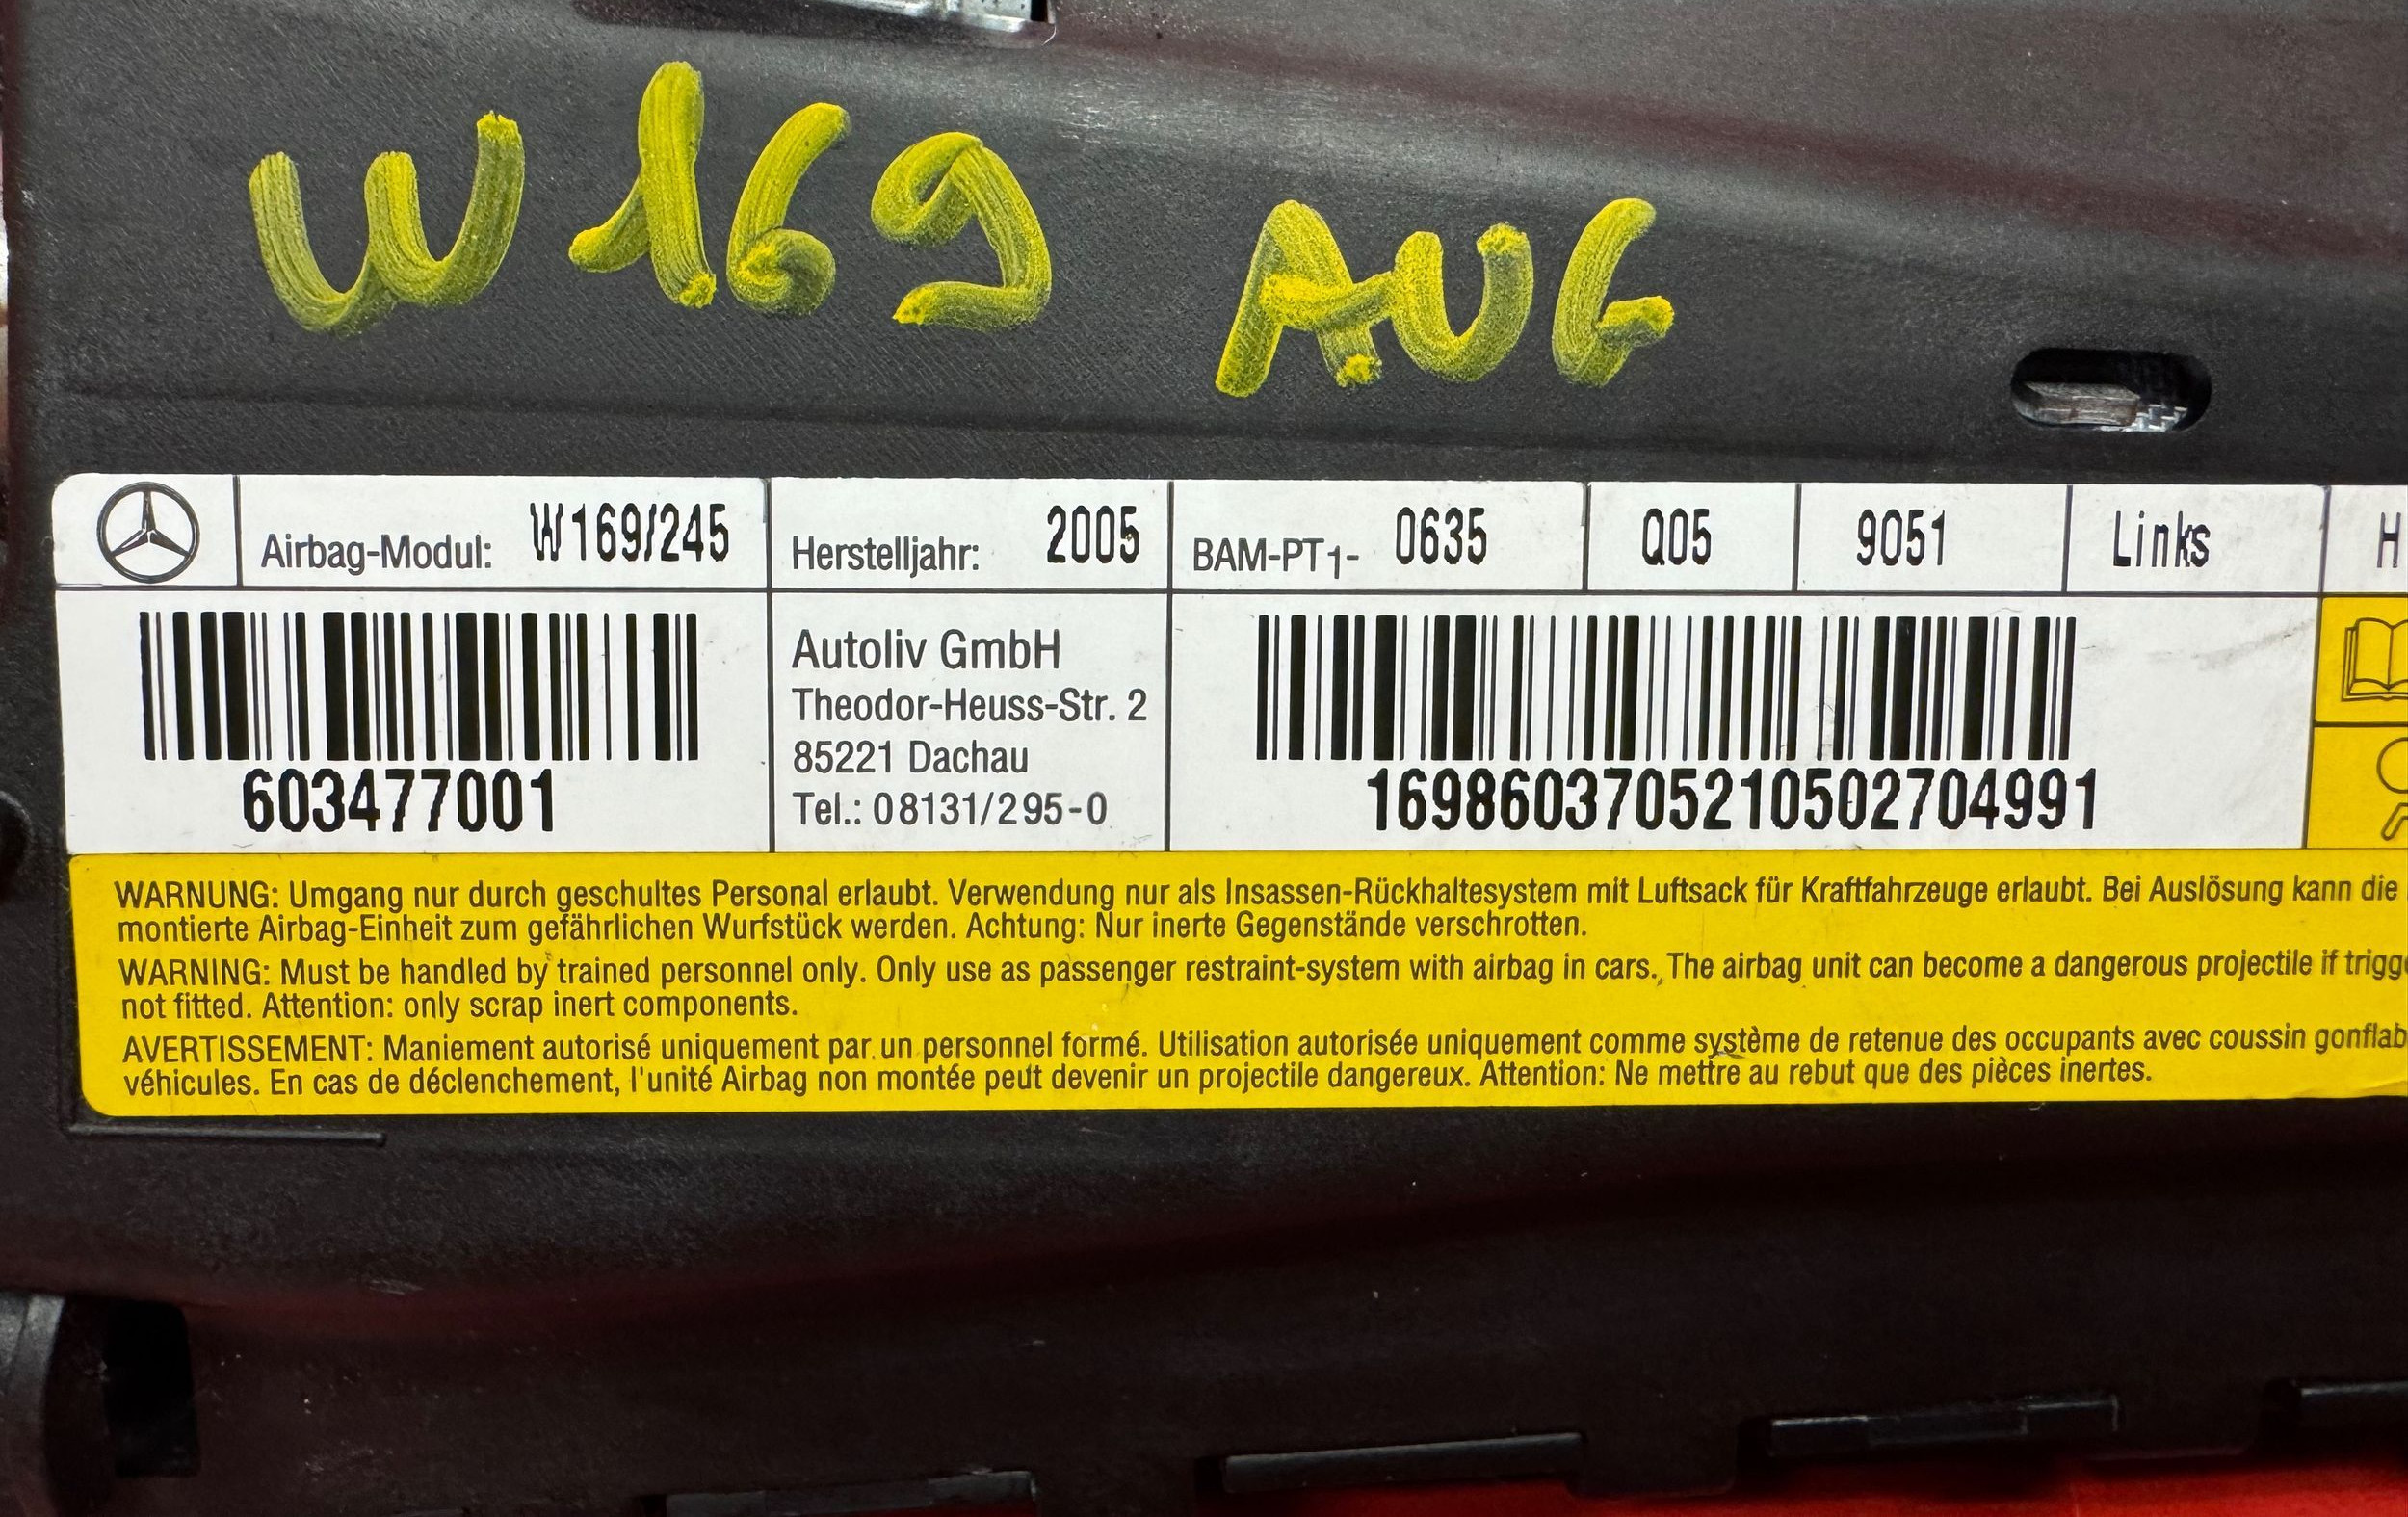 W 169 AUG
Airbag-Modul: W169/245 Herstelljahr: 2005 BAM-PT1- 0635 Q05 9051 Links H
603477001
Autoliv GmbH
Theodor-Heuss-Str. 2
85221 Dachau
Tel.: 08131/295-0
1698603705210502704991
WARNUNG: Umgang nur durch geschultes Personal erlaubt. Verwendung nur als Insassen-Rückhaltesystem mit Luftsack für Kraftfahrzeuge erlaubt. Bei Auslösung kann die
montierte Airbag-Einheit zum gefährlichen Wurfstück werden. Achtung: Nur inerte Gegenstände verschrotten.
WARNING: Must be handled by trained personnel only. Only use as passenger restraint-system with airbag in cars. The airbag unit can become a dangerous projectile if trigg
not fitted. Attention: only scrap inert components.
AVERTISSEMENT: Maniement autorisé uniquement par un personnel formé. Utilisation autorisée uniquement comme système de retenue des occupants avec coussin gonflab
véhicules. En cas de déclenchement, l'unité Airbag non montée peut devenir un projectile dangereux. Attention: Ne mettre au rebut que des pièces inertes.